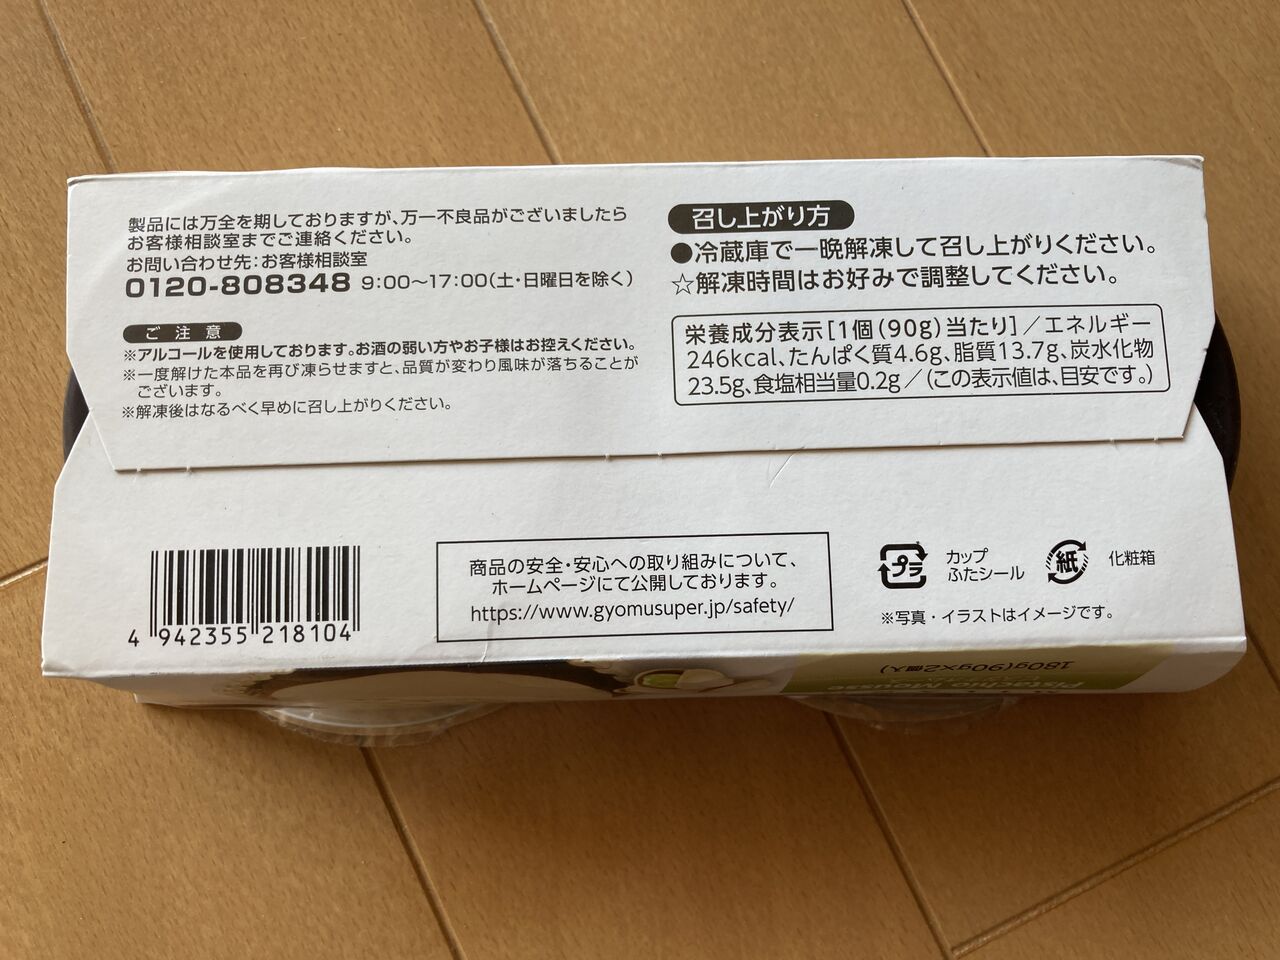 製品には万全を期しておりますが、万一不良品がございましたら
お客様相談室までご連絡ください。
お問い合わせ先:お客様相談室
0120-808348 9:00〜17:00(土・日曜日を除く)
ご注意
※アルコールを使用しております。お酒の弱い方やお子様はお控えください。
※一度解けた本品を再び凍らせますと、品質が変わり風味が落ちることが
ございます。
※解凍後はなるべく早めに召し上がりください。
召し上がり方
●冷蔵庫で一晩解凍して召し上がりください。
☆解凍時間はお好みで調整してください。
栄養成分表示[1個(90g)当たり]/エネルギー
246kcal、たんぱく質4.6g、脂質13.7g、炭水化物
23.5g、食塩相当量0.2g/(この表示値は、目安です。)
4 942355 218104
商品の安全・安心への取り組みについて、
ホームページにて公開しております。
https://www.gyomusuper.jp/safety/
プラ
カップ
ふたシール
紙
化粧箱
※写真・イラストはイメージです。
180g(90g×2個入)
Pistachio Mousse